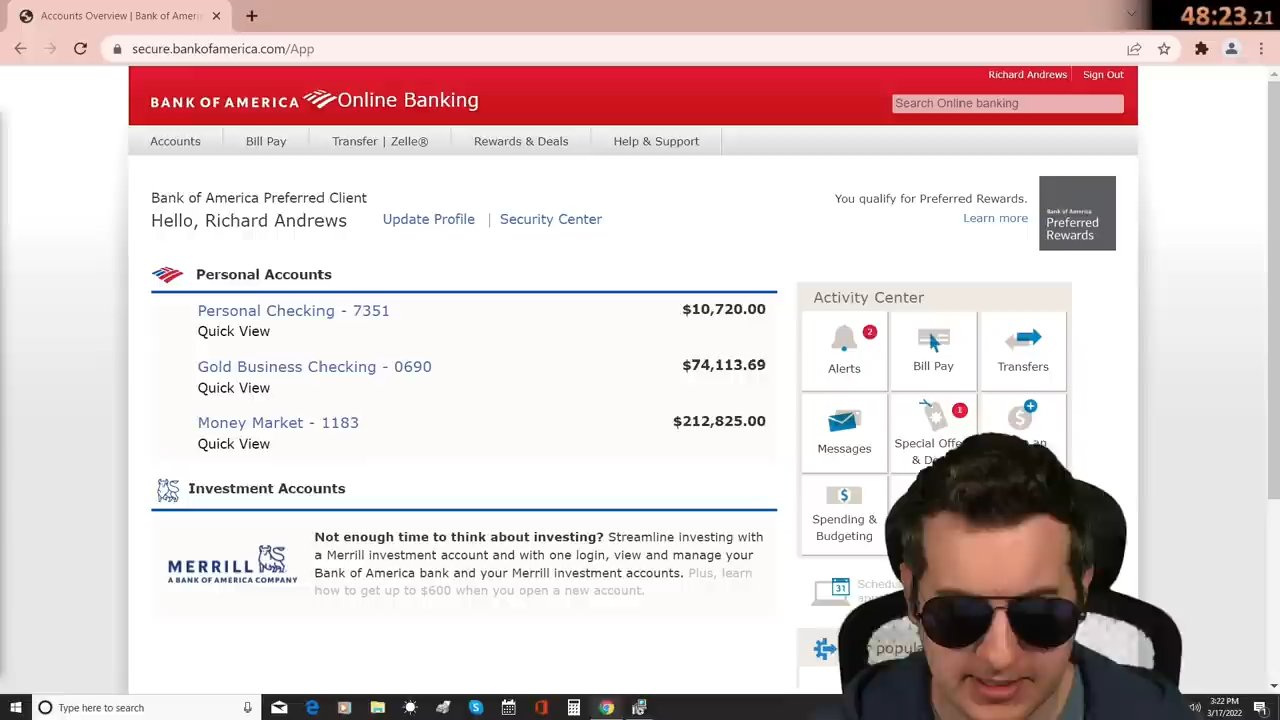 Accounts Overview | Bank of Amer
48:23.21
secure.bankofamerica.com/App
Richard Andrews
Sign Out
BANK OF AMERICA
Online Banking
Search Online banking
Accounts
Bill Pay
Transfer | Zelle®
Rewards & Deals
Help & Support
Bank of America Preferred Client
Hello, Richard Andrews
Update Profile | Security Center
You qualify for Preferred Rewards.
Learn more
Bank of America
Preferred
Rewards
Personal Accounts
Personal Checking - 7351
$10,720.00
Quick View
Gold Business Checking - 0690
$74,113.69
Quick View
Money Market - 1183
$212,825.00
Quick View
Activity Center
2
Alerts
Bill Pay
Transfers
Messages
1
Special Offe
& D
an
$
Spending &
Budgeting
Investment Accounts
MERRILL
A BANK OF AMERICA COMPANY
Not enough time to think about investing? Streamline investing with
a Merrill investment account and with one login, view and manage your
Bank of America bank and your Merrill investment accounts. Plus, learn
how to get up to $600 when you open a new account.
31
Schedu
popula
Type here to search
3:22 PM
3/17/2022
1